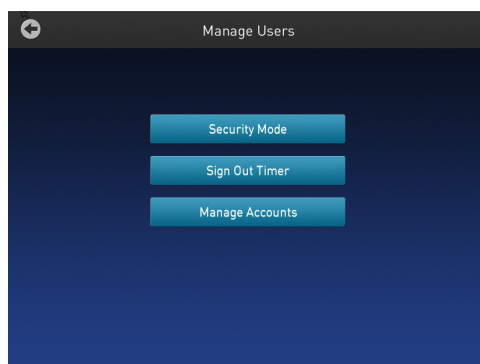 Manage Users
Security Mode
Sign Out Timer
Manage Accounts